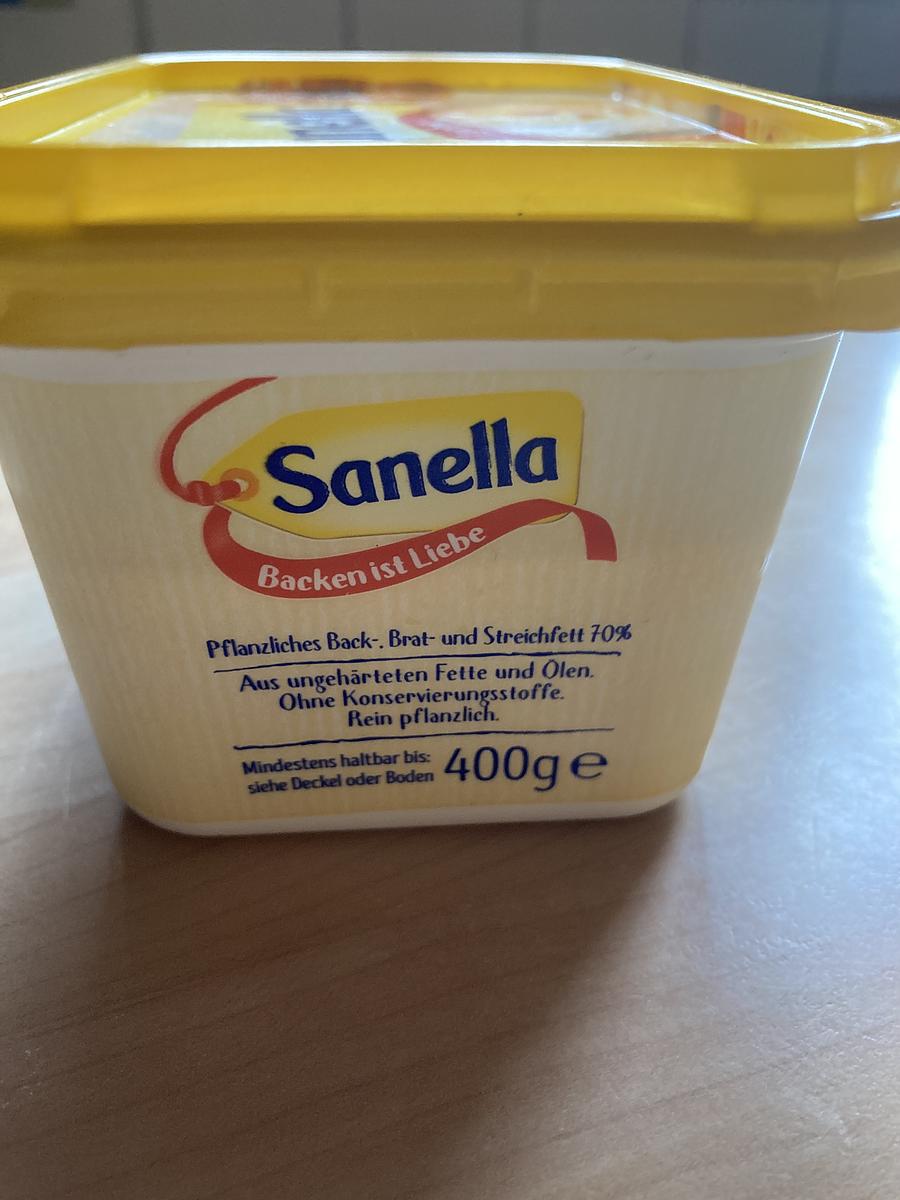 Sanella
Backen ist Liebe
Pflanzliches Back-, Brat- und Streichfett 70%
Aus ungehärteten Fette und Ölen.
Ohne Konservierungsstoffe.
Rein pflanzlich.
Mindestens haltbar bis:
siehe Deckel oder Boden
400g e